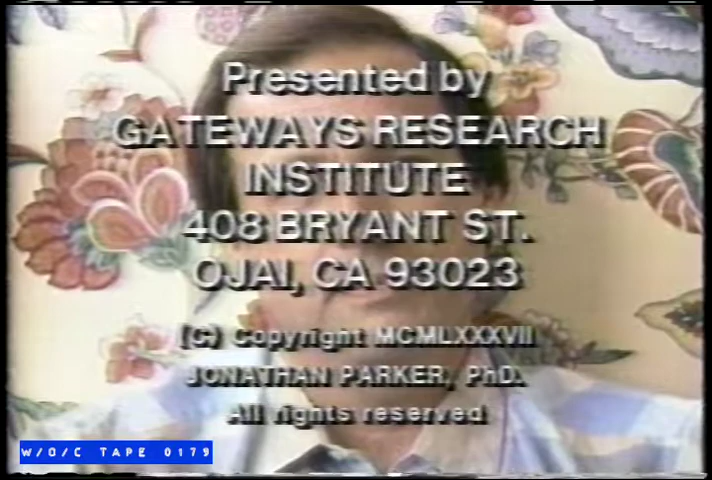 Presented by
GATEWAYS RESEARCH
INSTITUTE
408 BRYANT ST.
OJAI, CA 93023
(C) Copyright MCMLXXXVII
JONATHAN PARKER, PhD.
All rights reserved
W/O/C TAPE 0179